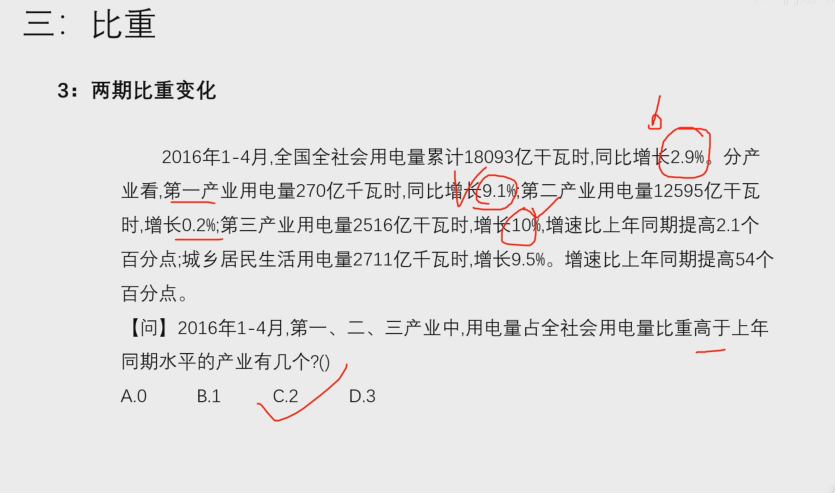 三：比重
3：两期比重变化
b
2016年1-4月,全国全社会用电量累计18093亿干瓦时,同比增长2.9%。分产
业看,第一产业用电量270亿千瓦时,同比增长9.1%;第二产业用电量12595亿干瓦
时,增长0.2%;第三产业用电量2516亿干瓦时,增长10%,增速比上年同期提高2.1个
百分点;城乡居民生活用电量2711亿千瓦时,增长9.5%。增速比上年同期提高54个
百分点。
【问】2016年1-4月,第一、二、三产业中,用电量占全社会用电量比重高于上年
同期水平的产业有几个?()
A.0 B.1 C.2 D.3